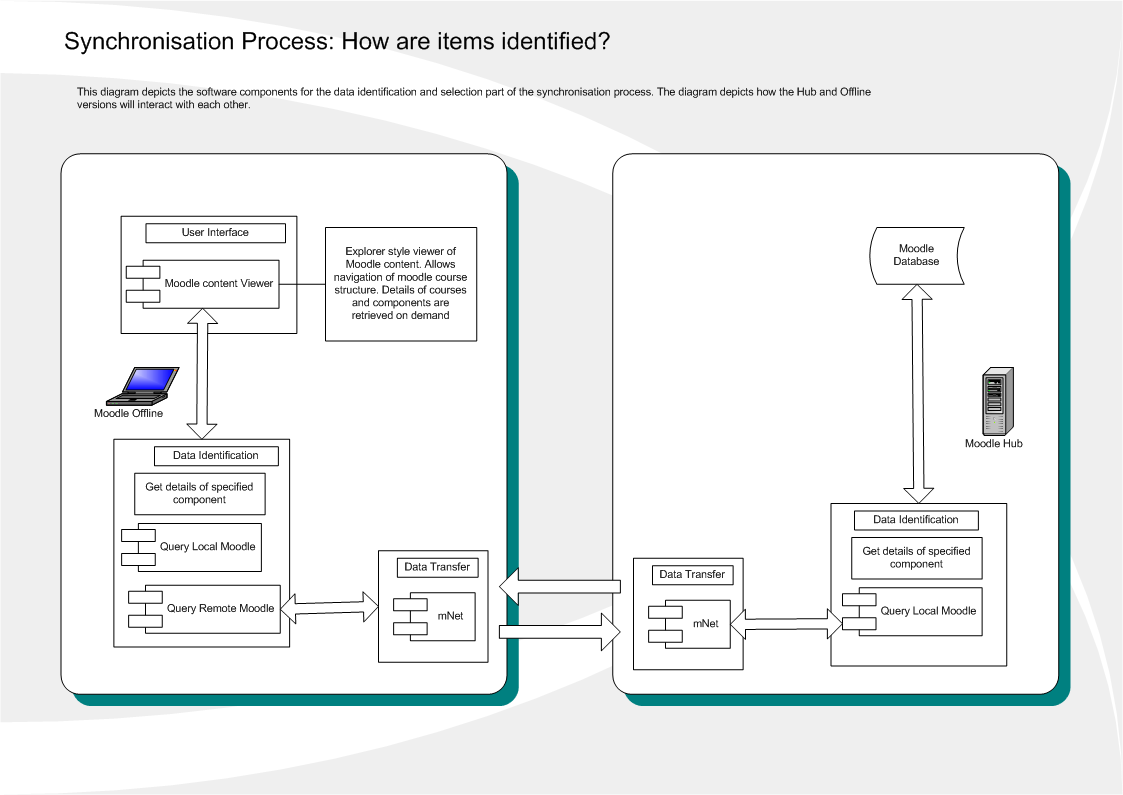 Synchronisation Process: How are items identified?
This diagram depicts the software components for the data identification and selection part of the synchronisation process. The diagram depicts how the Hub and Offline
versions will interact with each other.
User Interface
Moodle content Viewer
Explorer style viewer of
Moodle content. Allows
navigation of moodle course
structure. Details of courses
and components are
retrieved on demand
Moodle Offline
Data Identification
Get details of specified
component
Query Local Moodle
Query Remote Moodle
Data Transfer
mNet
Moodle
Database
Moodle Hub
Data Identification
Get details of specified
component
Query Local Moodle
Data Transfer
mNet